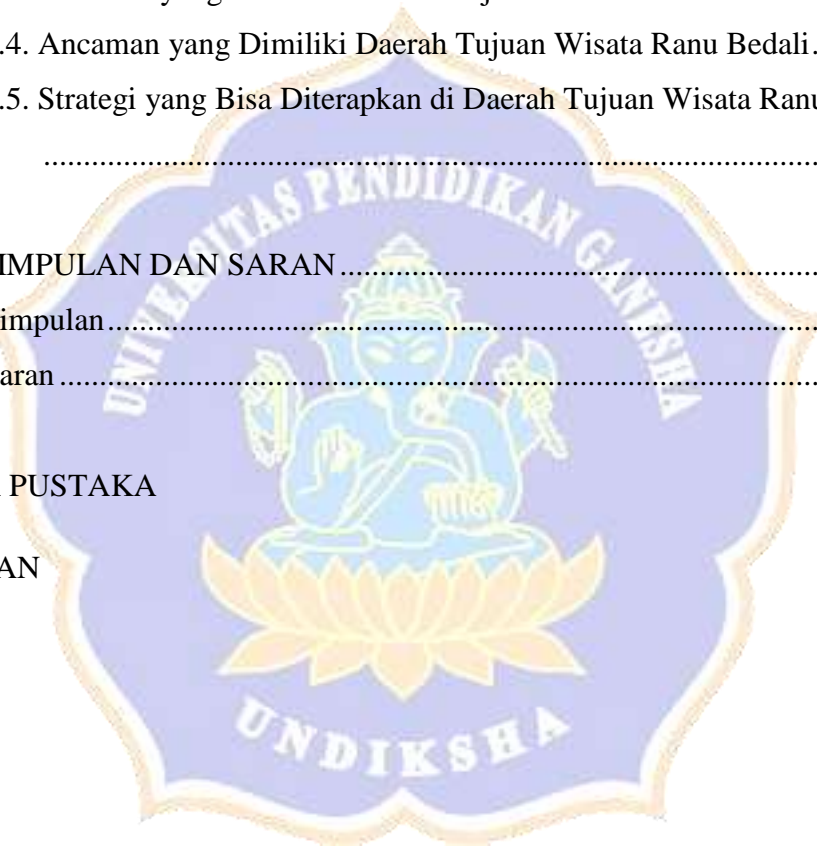 .4. Ancaman yang Dimiliki Daerah Tujuan Wisata Ranu Bedali.
.5. Strategi yang Bisa Diterapkan di Daerah Tujuan Wisata Ranu
........................................................................................................
UNIVERSITAS PENDIDIKAN GANESHA
IMPULAN DAN SARAN........................................................................
impulan............................................................................................................
aran...................................................................................................................
PUSTAKA
AN
UNDIKSHA